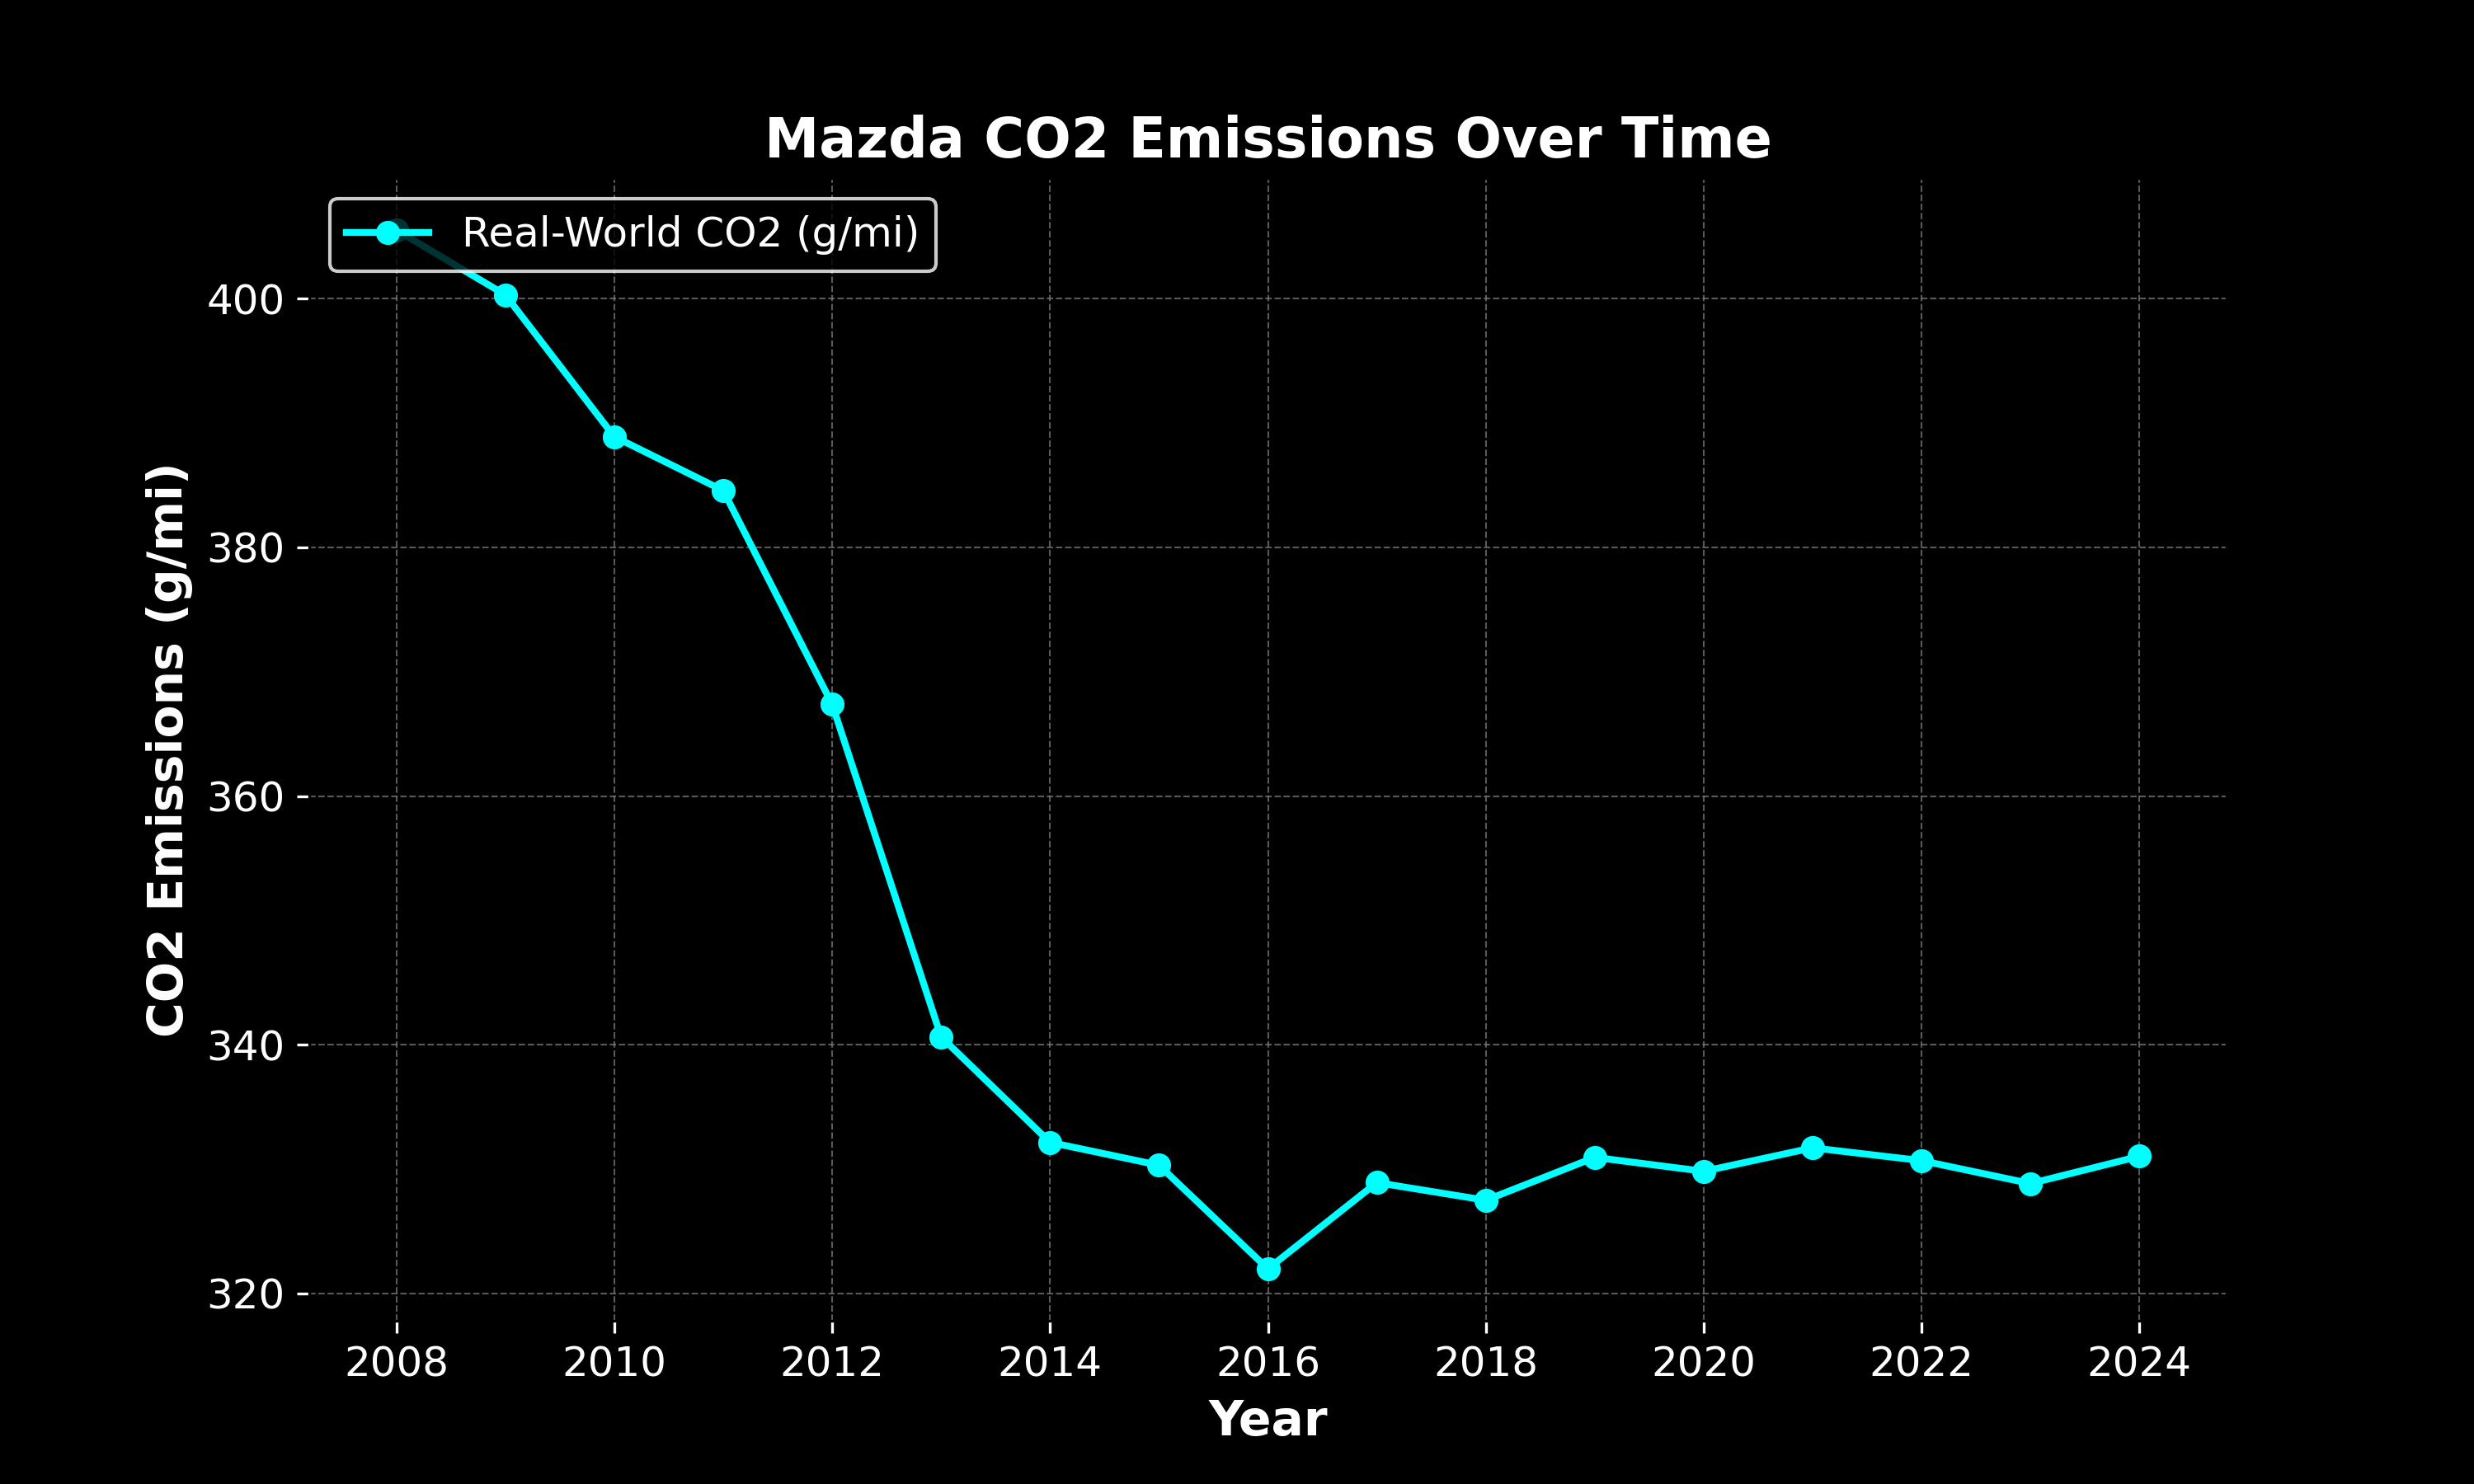 Mazda CO2 Emissions Over Time
Real-World CO2 (g/mi)
CO2 Emissions (g/mi)
400
380
360
340
320
2008 2010 2012 2014 2016 2018 2020 2022 2024
Year